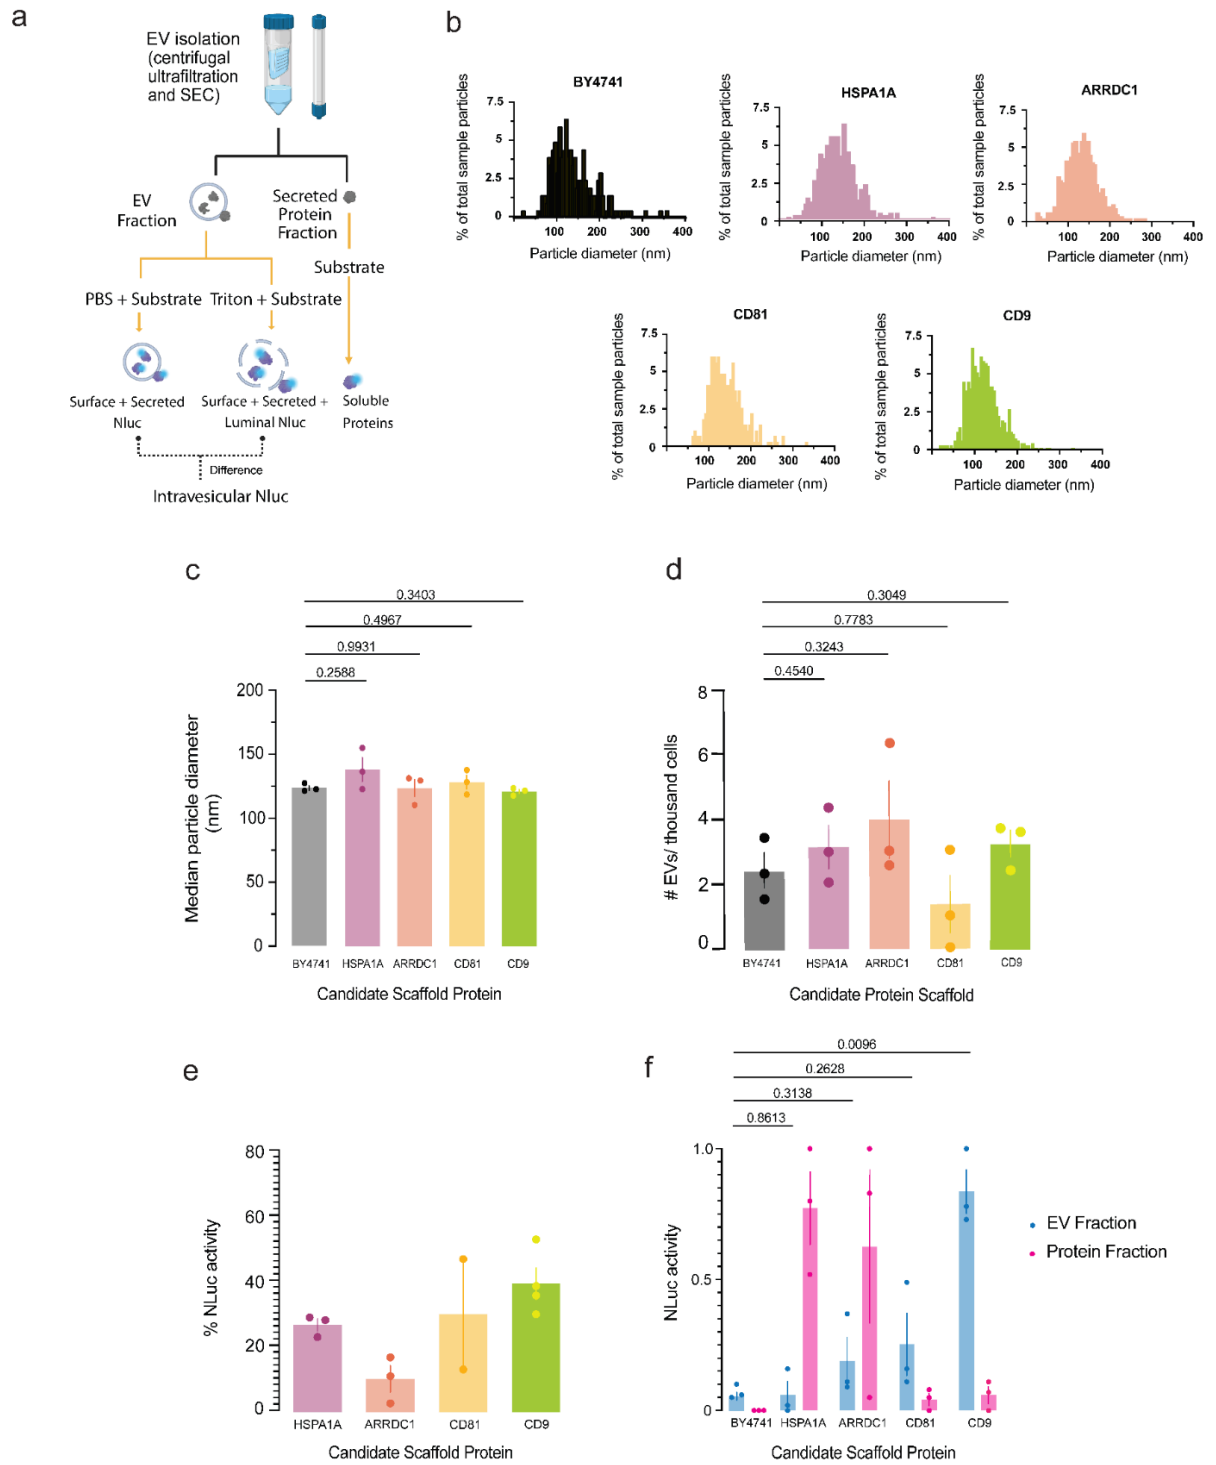 a
EV isolation
(centrifugal
ultrafiltration
and SEC)
EV
Fraction
Secreted
Protein
Fraction
Substrate
PBS + Substrate
Triton + Substrate
Surface + Secreted
Nluc
Surface + Secreted +
Luminal Nluc
Soluble
Proteins
Difference
Intravesicular Nluc
b
BY4741
% of total sample particles
7.5
5
2.5
0
100 200 300 400
Particle diameter (nm)
HSPA1A
% of total sample particles
7.5
5
2.5
0
100 200 300 400
Particle diameter (nm)
ARRDC1
% of total sample particles
7.5
5
2.5
0
100 200 300 400
Particle diameter (nm)
CD81
% of total sample particles
7.5
5
2.5
0
100 200 300 400
Particle diameter (nm)
CD9
% of total sample particles
7.5
5
2.5
0
100 200 300 400
Particle diameter (nm)
c
0.3403
0.4967
0.9931
0.2588
Median particle diameter
(nm)
200
150
100
50
0
BY4741 HSPA1A ARRDC1 CD81 CD9
Candidate Scaffold Protein
d
0.3049
0.7783
0.3243
0.4540
# EVs/ thousand cells
8
6
4
2
0
BY4741 HSPA1A ARRDC1 CD81 CD9
Candidate Protein Scaffold
e
% NLuc activity
80
60
40
20
0
HSPA1A ARRDC1 CD81 CD9
Candidate Scaffold Protein
f
0.0096
0.2628
0.3138
0.8613
NLuc activity
1.0
0.5
0
BY4741 HSPA1A ARRDC1 CD81 CD9
Candidate Scaffold Protein
EV Fraction
Protein Fraction